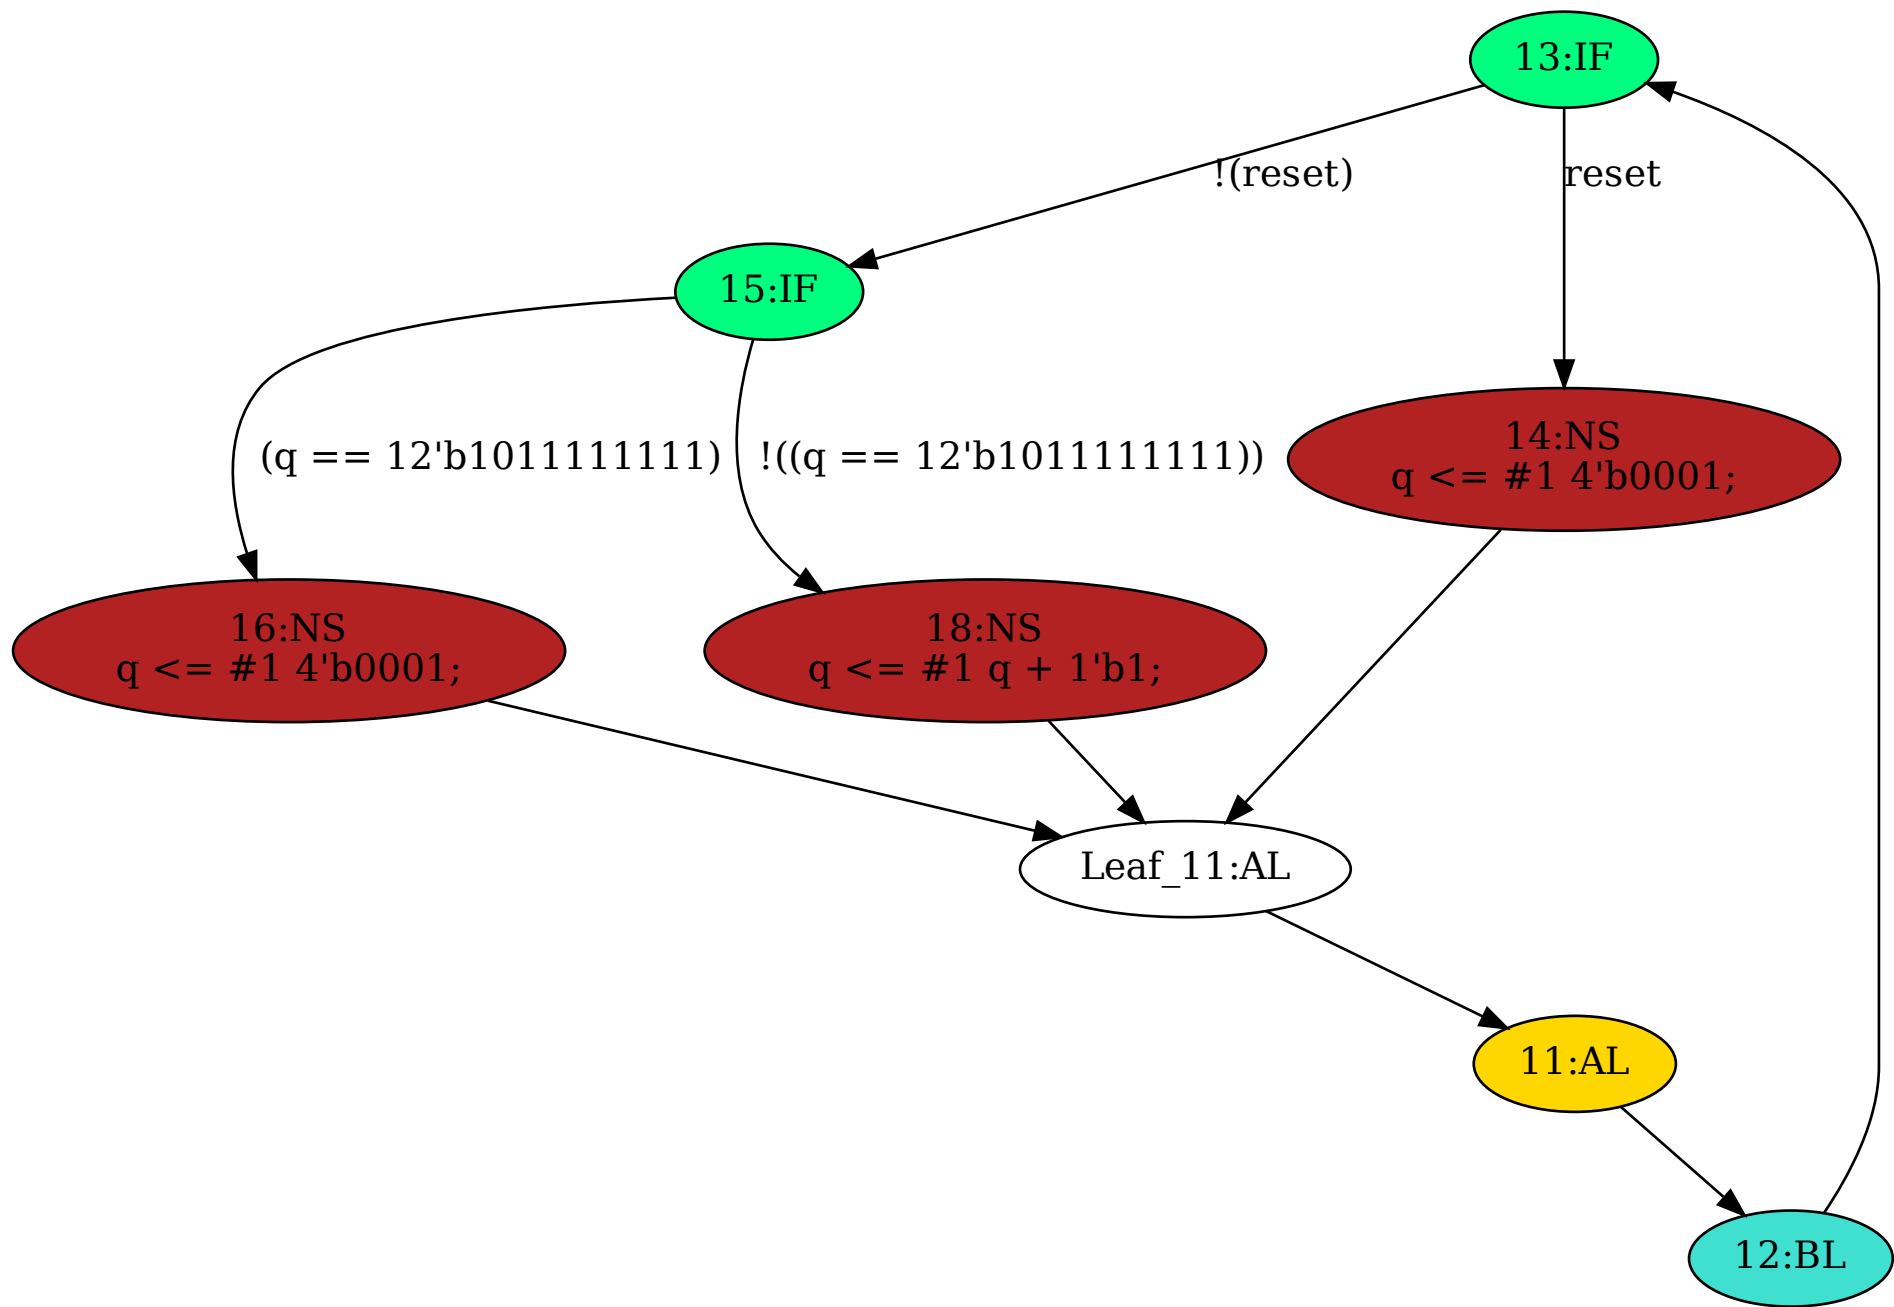 13:IF
!(reset)
reset
15:IF
(q == 12'b1011111111)
!((q == 12'b1011111111))
14:NS
q <= #1 4'b0001;
16:NS
q <= #1 4'b0001;
18:NS
q <= #1 q + 1'b1;
Leaf_11:AL
11:AL
12:BL